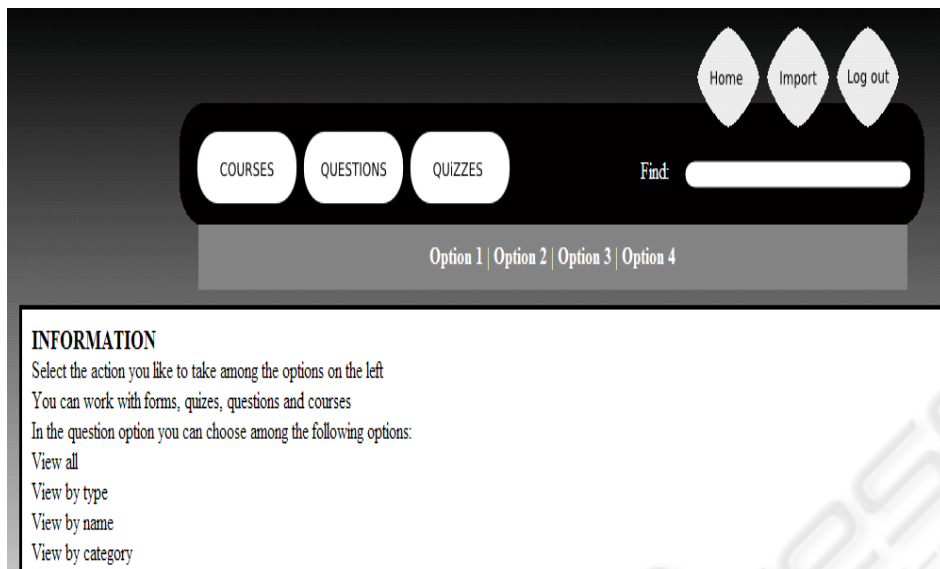 Home Import Log out
COURSES QUESTIONS QUiZZES Find:
Option 1 | Option 2 | Option 3 | Option 4
INFORMATION
Select the action you like to take among the options on the left
You can work with forms, quizes, questions and courses
In the question option you can choose among the following options:
View all
View by type
View by name
View by category